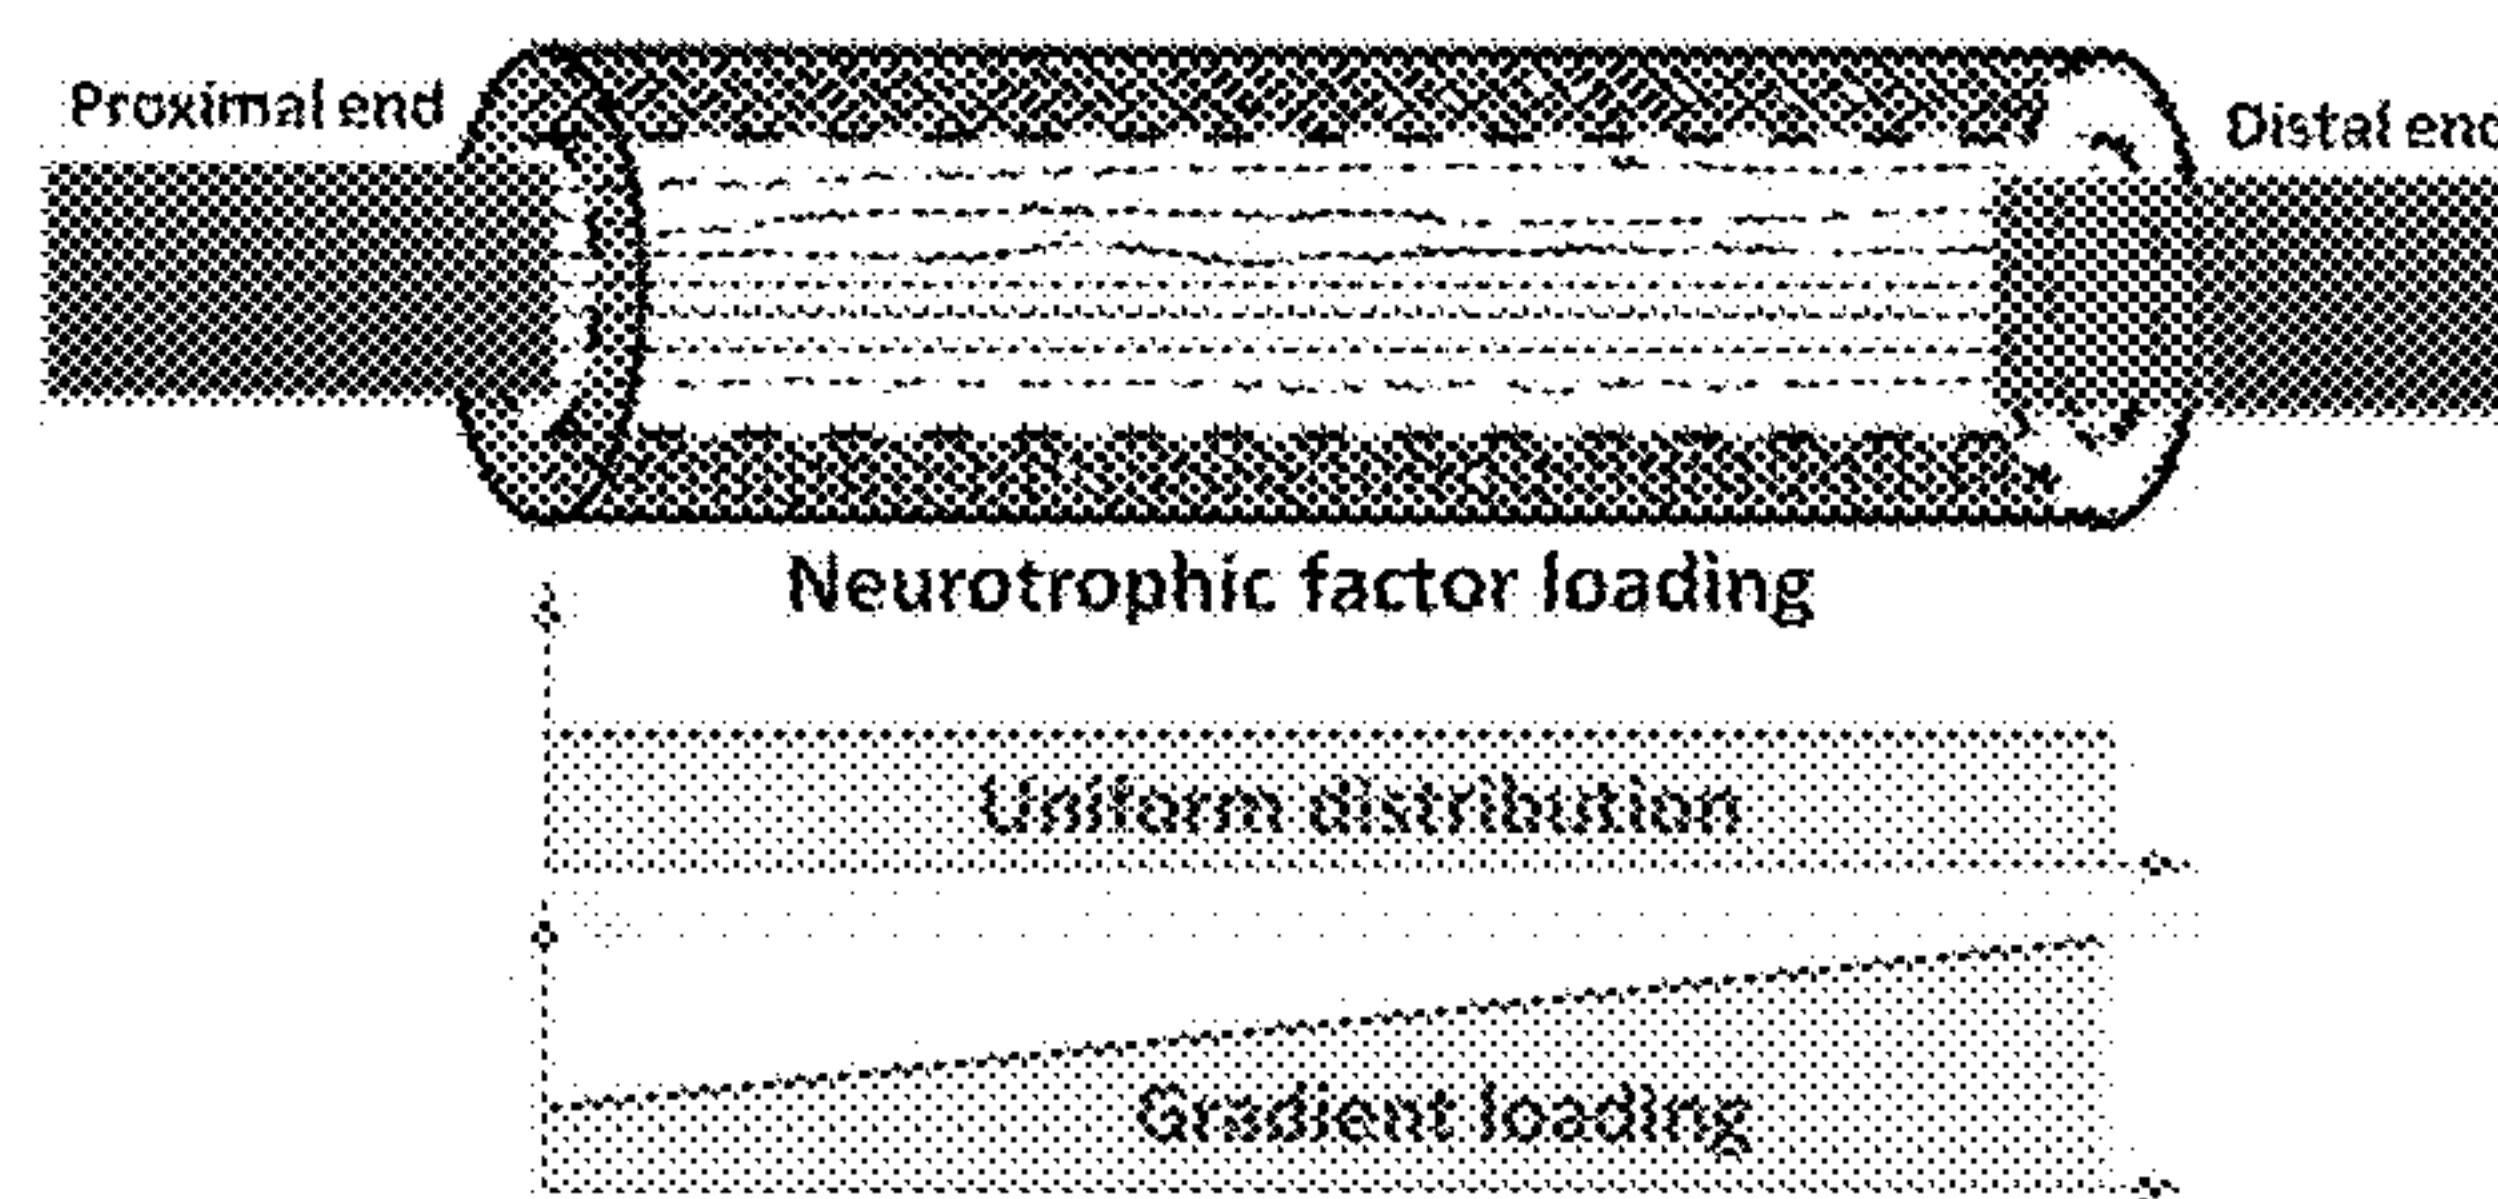 Proximal end
Distal end
Neurotrophic factor loading
Uniform distribution
Gradient loading